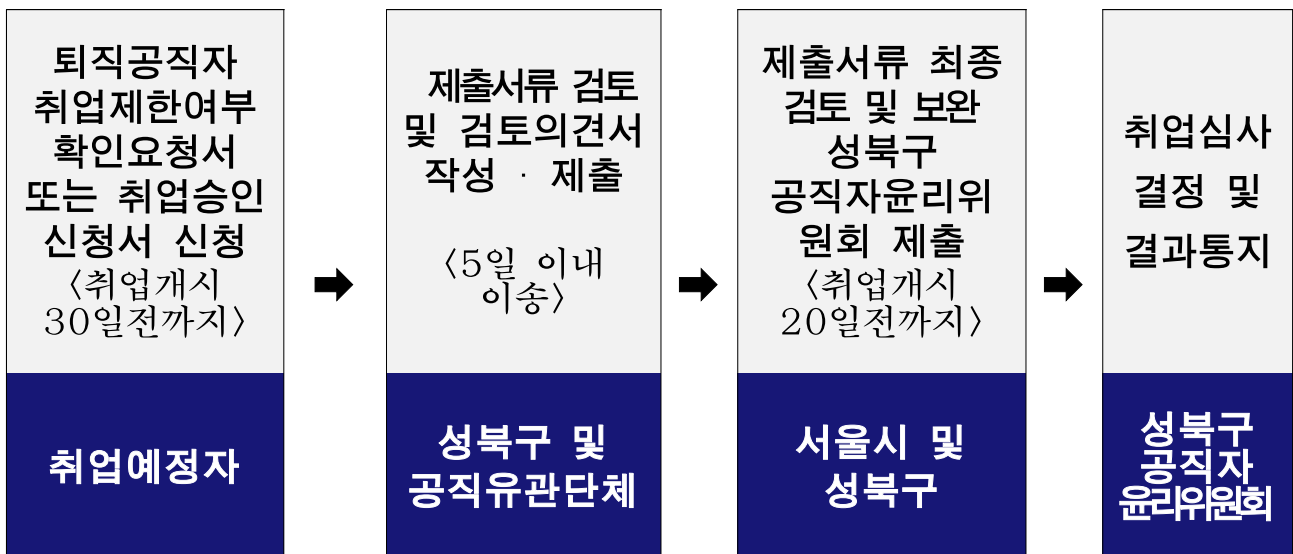 퇴직공직자
취업제한여부
확인요청서
또는 취업승인
신청서 신청
〈취업개시
30일전까지〉
취업예정자
제출서류 검토
및 검토의견서
작성 · 제출
〈5일 이내
이송〉
성북구 및
공직유관단체
제출서류 최종
검토 및 보완
성북구
공직자윤리위
원회 제출
〈취업개시
20일전까지〉
서울시 및
성북구
취업심사
결정 및
결과통지
성북구
공직자
윤리위원회